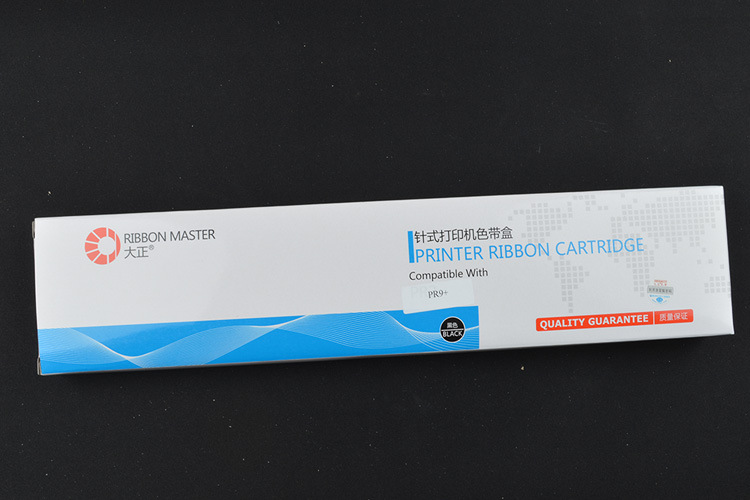 RIBBON MASTER
大正®
针式打印机色带盒
PRINTER RIBBON CARTRIDGE
Compatible With
PR9+
黑色
BLACK
QUALITY GUARANTEE 质量保证